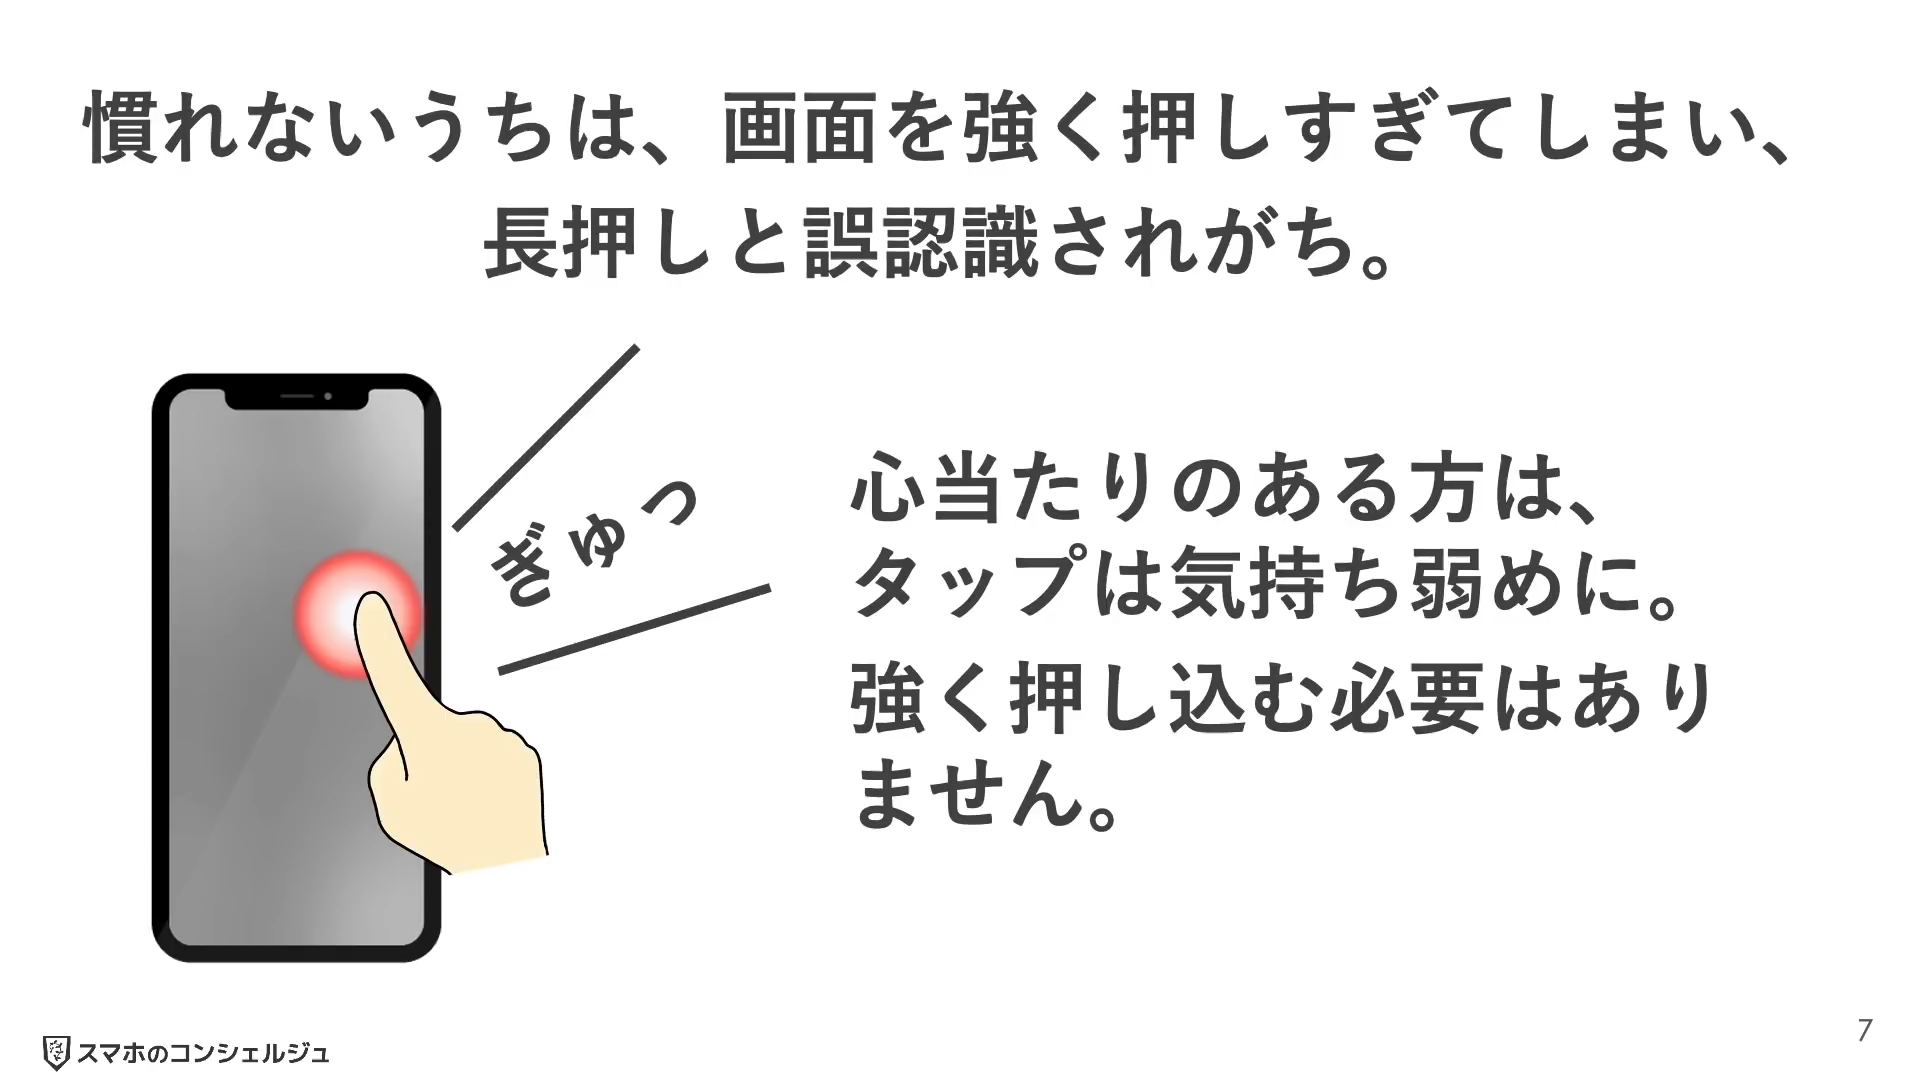 慣れないうちは、画面を強く押しすぎてしまい、
長押しと誤認識されがち。
ぎゅっ
心当たりのある方は、
タップは気持ち弱めに。
強く押し込む必要はあり
ません。
スマホのコンシェルジュ
7